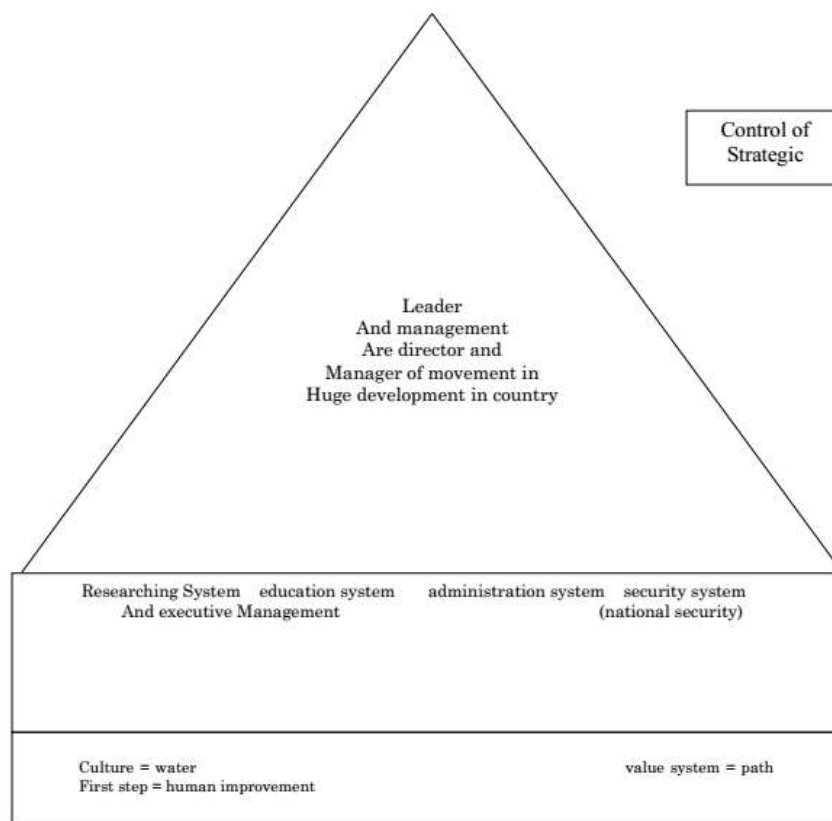 Control of
Strategic
Leader
And management
Are director and
Manager of movement in
Huge development in country
Researching System education system administration system security system
And executive Management (national security)
Culture = water value system = path
First step = human improvement